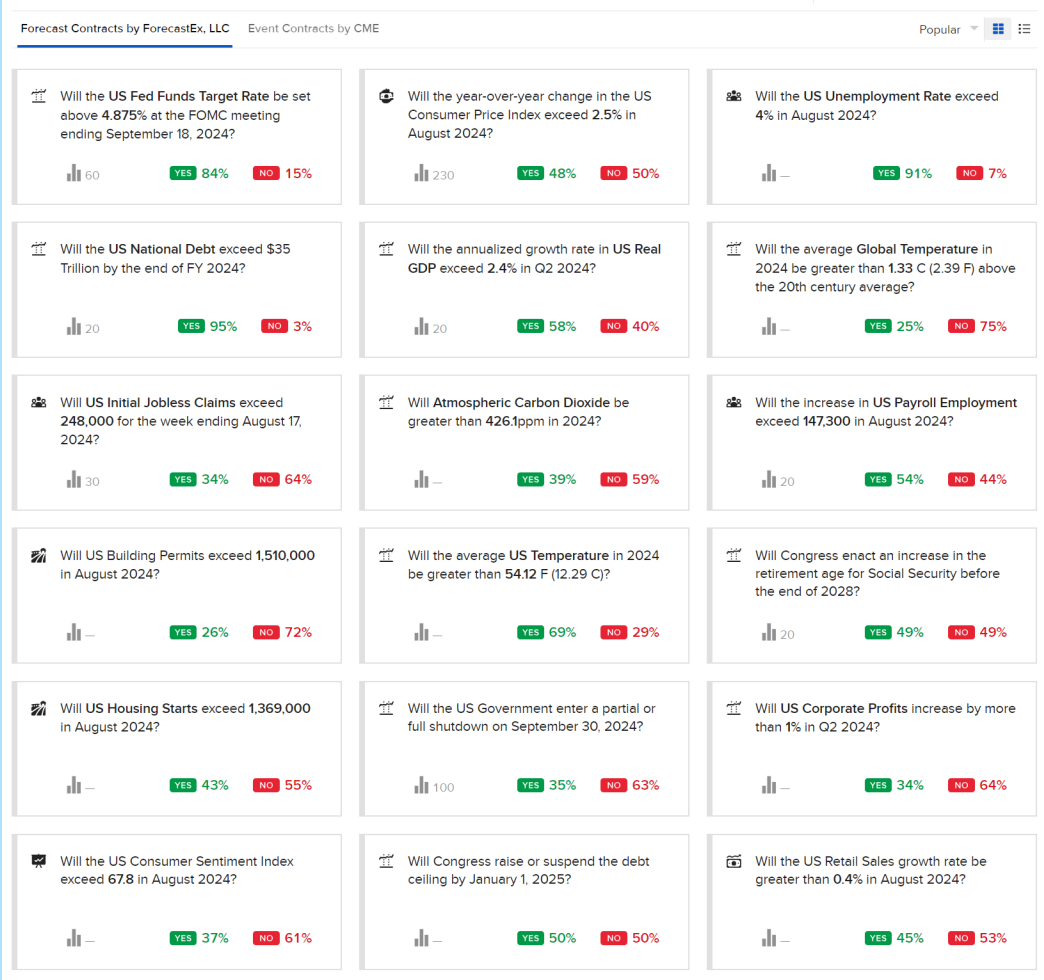 Forecast Contracts by ForecastEx, LLC
Event Contracts by CME
Popular
Will the US Fed Funds Target Rate be set
above 4.875% at the FOMC meeting
ending September 18, 2024?
60
YES 84%
NO 15%
Will the year-over-year change in the US
Consumer Price Index exceed 2.5% in
August 2024?
230
YES 48%
NO 50%
Will the US Unemployment Rate exceed
4% in August 2024?
—
YES 91%
NO 7%
Will the US National Debt exceed $35
Trillion by the end of FY 2024?
20
YES 95%
NO 3%
Will the annualized growth rate in US Real
GDP exceed 2.4% in Q2 2024?
20
YES 58%
NO 40%
Will the average Global Temperature in
2024 be greater than 1.33 C (2.39 F) above
the 20th century average?
—
YES 25%
NO 75%
Will US Initial Jobless Claims exceed
248,000 for the week ending August 17,
2024?
30
YES 34%
NO 64%
Will Atmospheric Carbon Dioxide be
greater than 426.1ppm in 2024?
—
YES 39%
NO 59%
Will the increase in US Payroll Employment
exceed 147,300 in August 2024?
20
YES 54%
NO 44%
Will US Building Permits exceed 1,510,000
in August 2024?
—
YES 26%
NO 72%
Will the average US Temperature in 2024
be greater than 54.12 F (12.29 C)?
—
YES 69%
NO 29%
Will Congress enact an increase in the
retirement age for Social Security before
the end of 2028?
20
YES 49%
NO 49%
Will US Housing Starts exceed 1,369,000
in August 2024?
—
YES 43%
NO 55%
Will the US Government enter a partial or
full shutdown on September 30, 2024?
100
YES 35%
NO 63%
Will US Corporate Profits increase by more
than 1% in Q2 2024?
—
YES 34%
NO 64%
Will the US Consumer Sentiment Index
exceed 67.8 in August 2024?
—
YES 37%
NO 61%
Will Congress raise or suspend the debt
ceiling by January 1, 2025?
—
YES 50%
NO 50%
Will the US Retail Sales growth rate be
greater than 0.4% in August 2024?
—
YES 45%
NO 53%